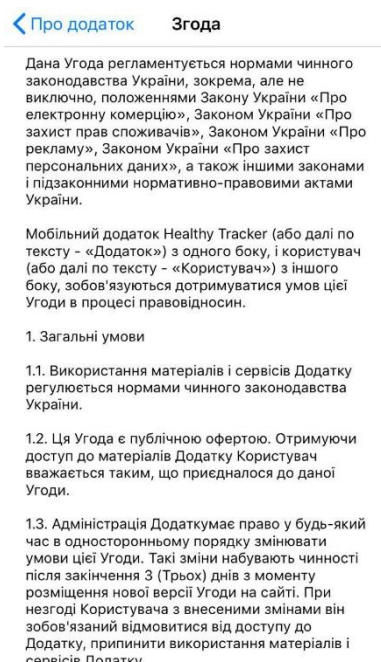 Про додаток Згода
Дана Угода регламентується нормами чинного
законодавства України, зокрема, але не
виключно, положеннями Закону України «Про
електронну комерцію», Законом України «Про
захист прав споживачів», Законом України «Про
рекламу», Законом України «Про захист
персональних даних», а також іншими законами
і підзаконними нормативно-правовими актами
України.
Мобільний додаток Healthy Tracker (або далі по
тексту - «Додаток») з одного боку, і користувач
(або далі по тексту - «Користувач») з іншого
боку, зобов'язуються дотримуватися умов цієї
Угоди в процесі правовідносин.
1. Загальні умови
1.1. Використання матеріалів і сервісів Додатку
регулюється нормами чинного законодавства
України.
1.2. Ця Угода є публічною офертою. Отримуючи
доступ до матеріалів Додатку Користувач
вважається таким, що приєдналося до даної
Угоди.
1.3. Адміністрація Додаткумає право у будь-який
час в односторонньому порядку змінювати
умови цієї Угоди. Такі зміни набувають чинності
після закінчення 3 (Трьох) днів з моменту
розміщення нової версії Угоди на сайті. При
незгоді Користувача з внесеними змінами він
зобов'язаний відмовитися від доступу до
Додатку, припинити використання матеріалів і
сервісів Додатку